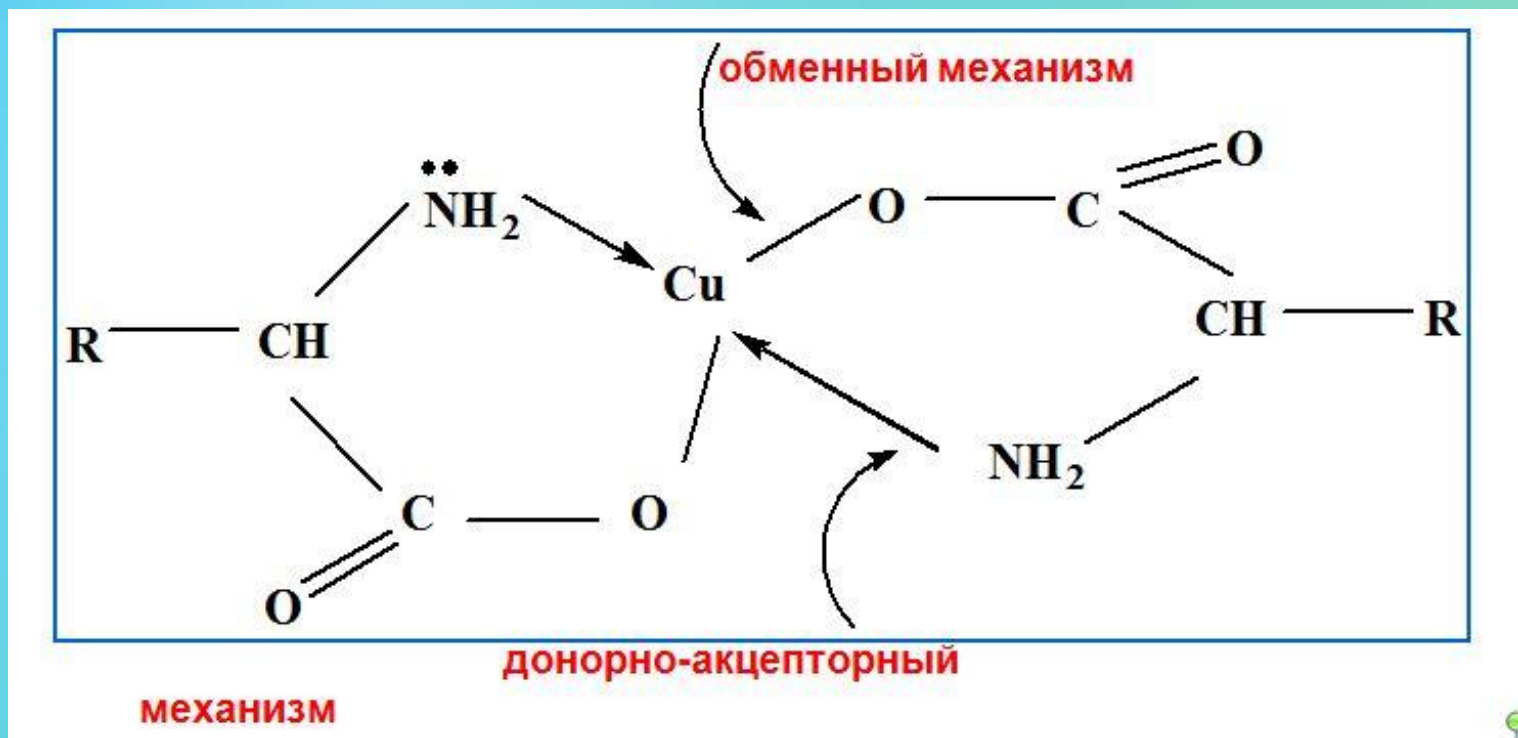 обменный механизм
O
NH2
O
C
Cu
R
CH
CH
R
NH2
C
O
O
донорно-акцепторный
механизм